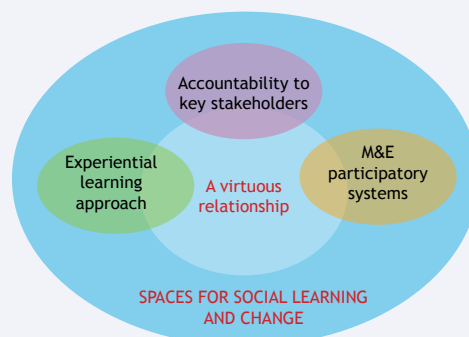 Accountability to
key stakeholders
Experiential
learning
approach
M&E
participatory
systems
A virtuous
relationship
SPACES FOR SOCIAL LEARNING
AND CHANGE